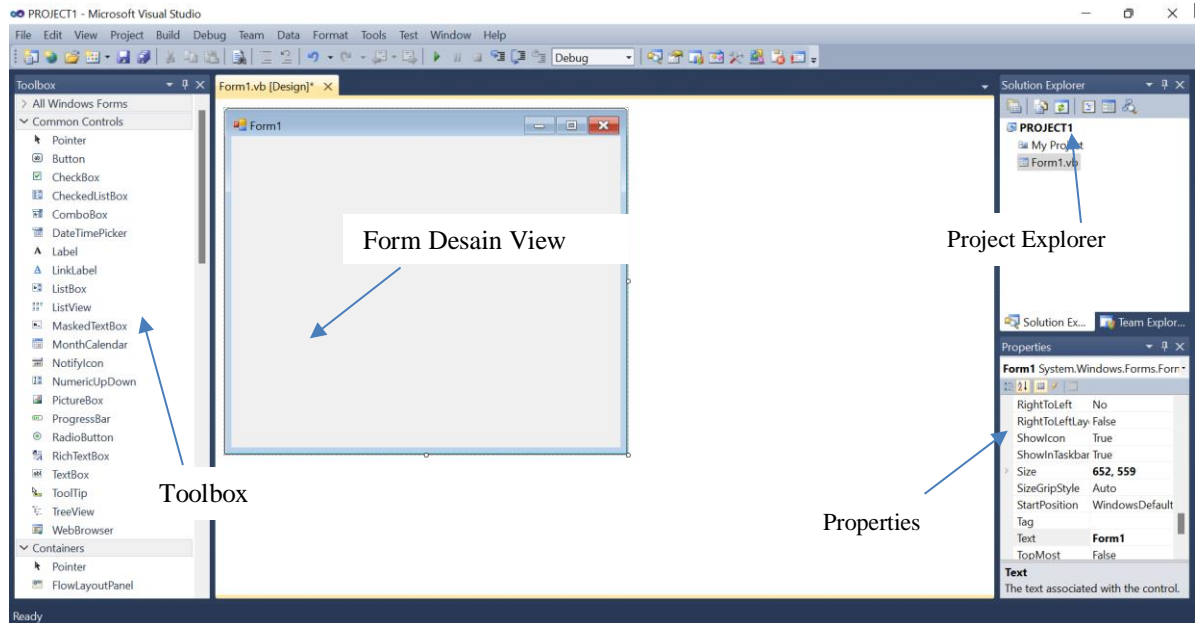 PROJECT1 - Microsoft Visual Studio
File Edit View Project Build Debug Team Data Format Tools Test Window Help
Debug
Toolbox
All Windows Forms
Common Controls
Pointer
Button
CheckBox
CheckedListBox
ComboBox
DateTimePicker
Label
LinkLabel
ListBox
ListView
MaskedTextBox
MonthCalendar
NotifyIcon
NumericUpDown
PictureBox
ProgressBar
RadioButton
RichTextBox
TextBox
ToolTip
TreeView
WebBrowser
Containers
Pointer
FlowLayoutPanel
Toolbox
Form1.vb [Design]*
Form1
Form Desain View
Solution Explorer
PROJECT1
My Project
Form1.vb
Project Explorer
Solution Ex...
Team Explor...
Properties
Form1 System.Windows.Forms.Form
RightToLeft No
RightToLeftLay False
ShowIcon True
ShowInTaskbar True
Size 652, 559
SizeGripStyle Auto
StartPosition WindowsDefault
Tag
Text Form1
TopMost False
Text
The text associated with the control.
Properties
Ready